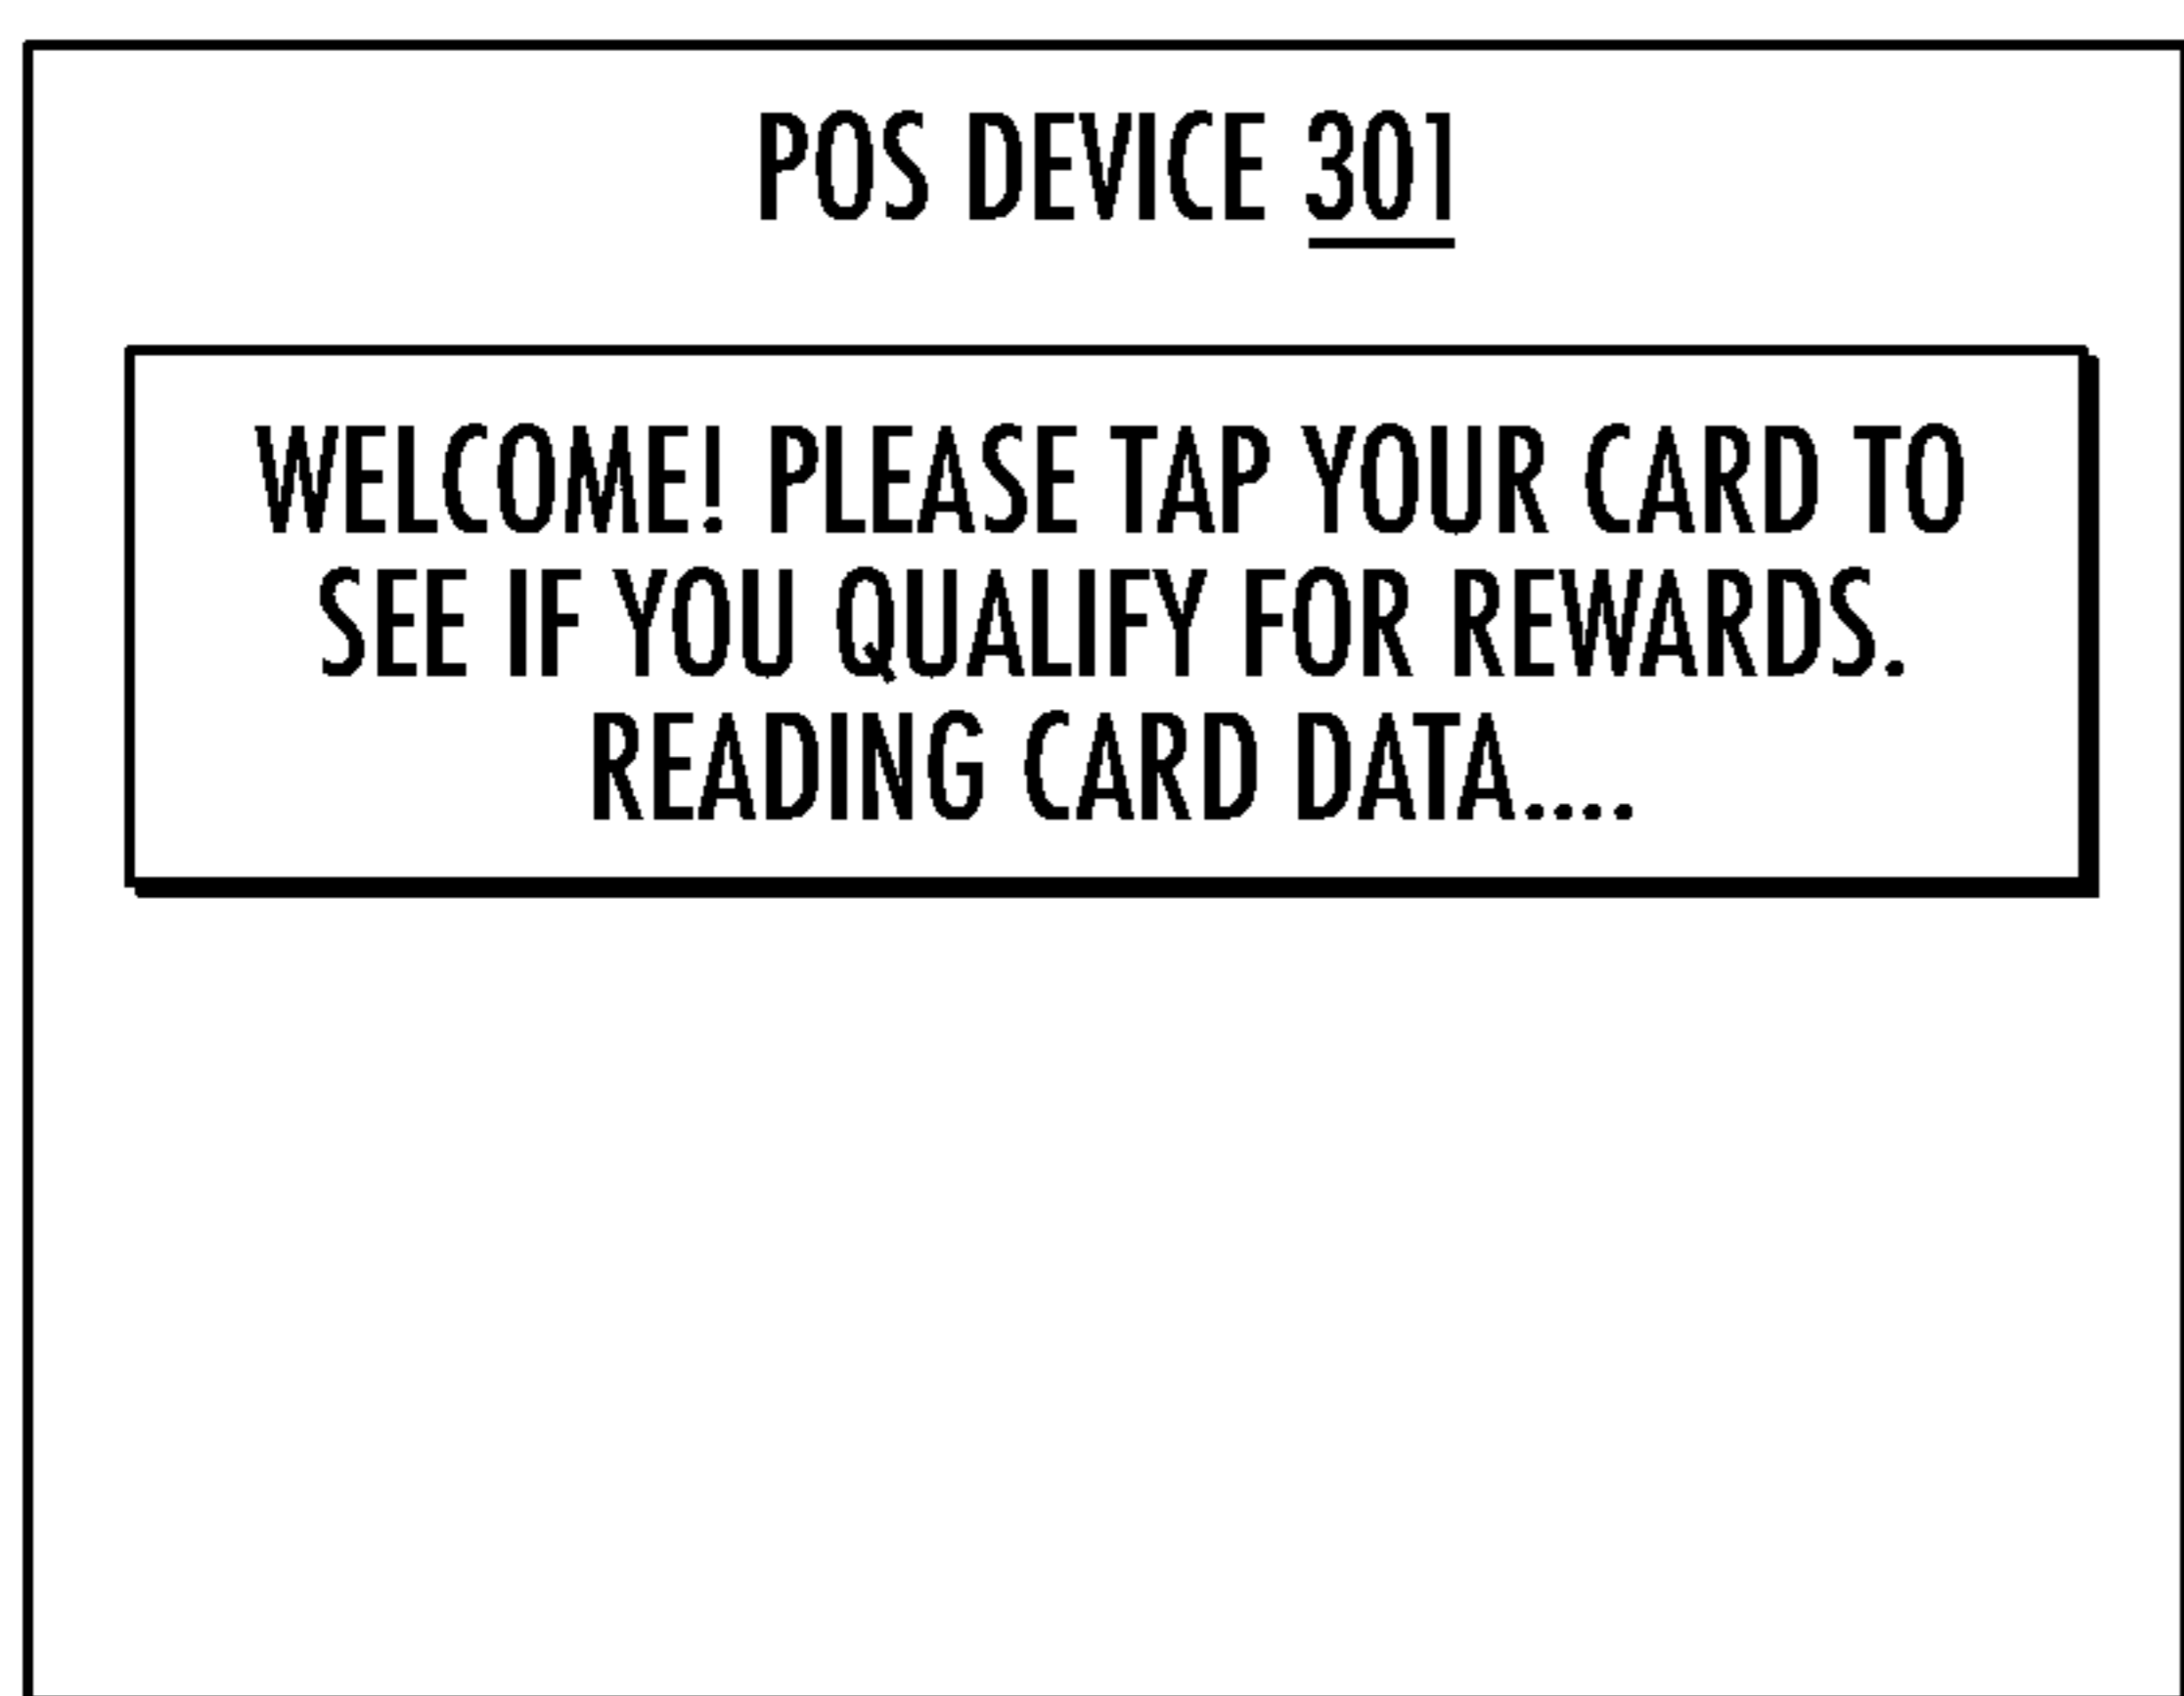 POS DEVICE 301
WELCOME! PLEASE TAP YOUR CARD TO
SEE IF YOU QUALIFY FOR REWARDS.
READING CARD DATA....